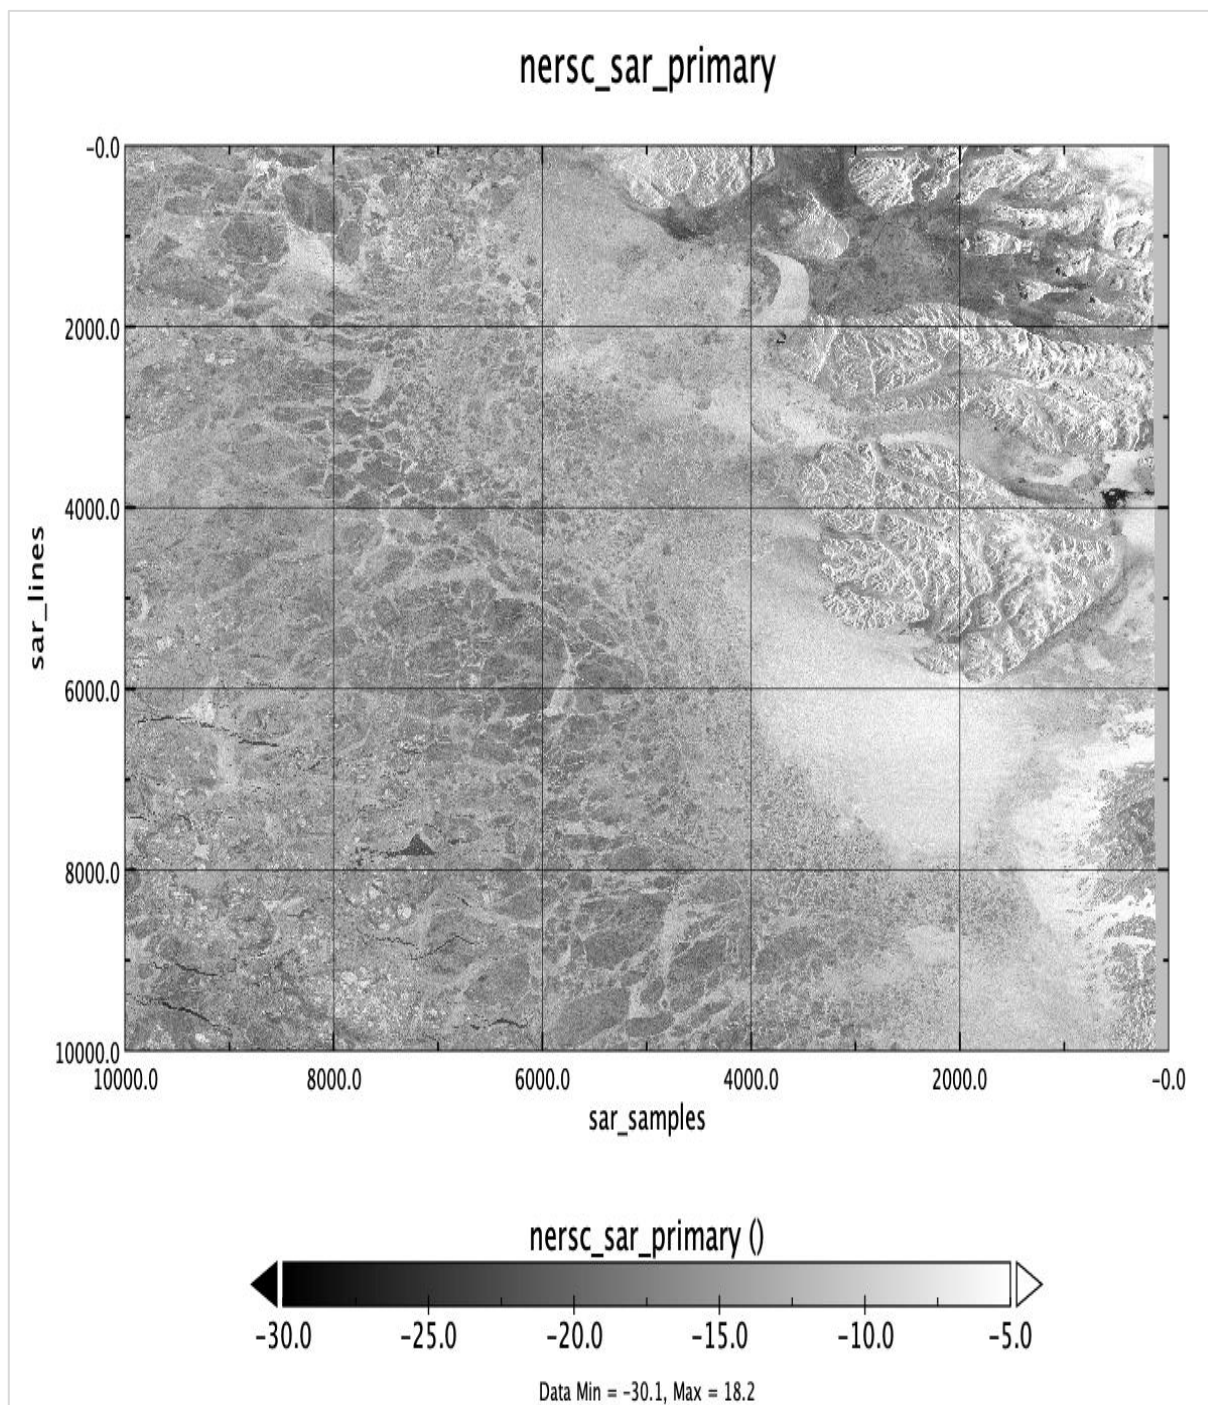 nersc_sar_primary
-0.0
2000.0
4000.0
sar_lines
6000.0
8000.0
10000.0
10000.0 8000.0 6000.0 4000.0 2000.0 -0.0
sar_samples
nersc_sar_primary ()
-30.0 -25.0 -20.0 -15.0 -10.0 -5.0
Data Min = -30.1, Max = 18.2